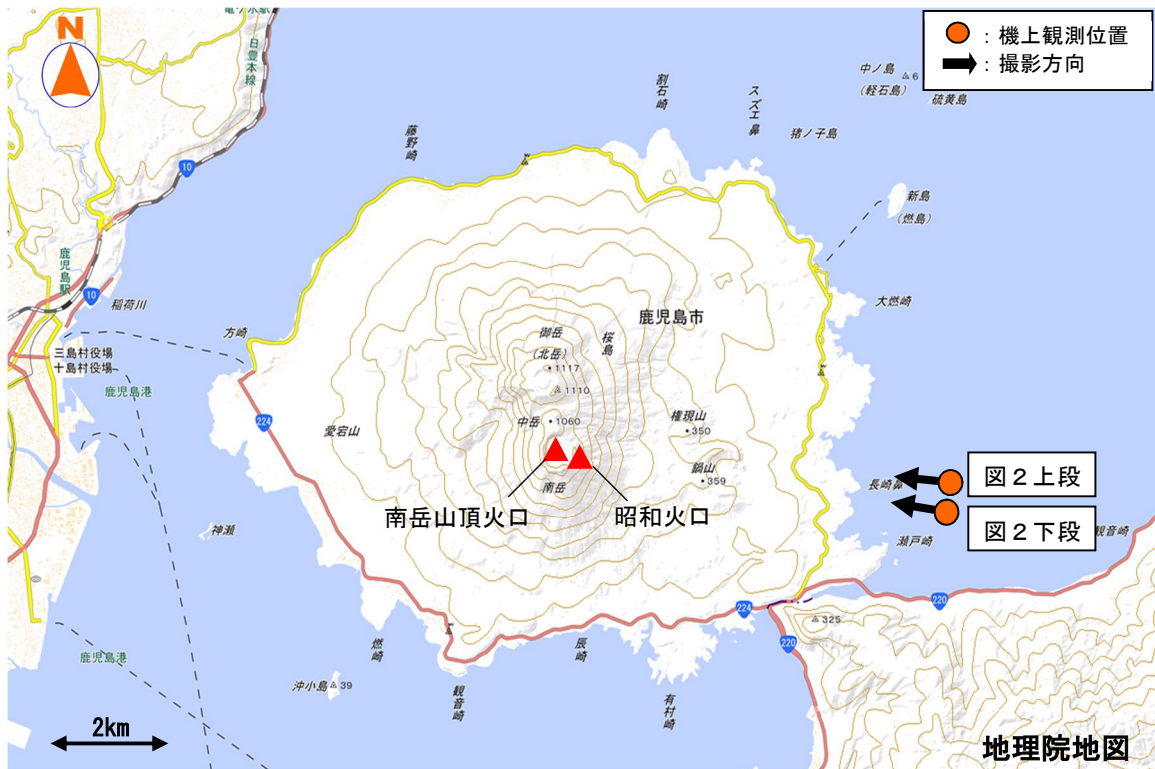 N
竜ヶ水駅
日豊本線
10
：機上観測位置
：撮影方向
中ノ島
6
(軽石島)
硫黄島
割石崎
スズエ鼻
猪ノ子島
藤野崎
新島
(燃島)
鹿児島駅
10
稲荷川
大燃崎
方崎
鹿児島市
御岳
(北岳)
桜島
三島村役場
十島村役場
鹿児島港
1117
1110
224
愛宕山
中岳
1060
権現山
350
鍋山
359
南岳
南岳山頂火口
昭和火口
長崎鼻
図２上段
図２下段
神瀬
瀬戸崎
観音崎
224
220
325
220
燃崎
辰崎
鹿児島港
沖小島
39
観音崎
有村崎
2km
地理院地図